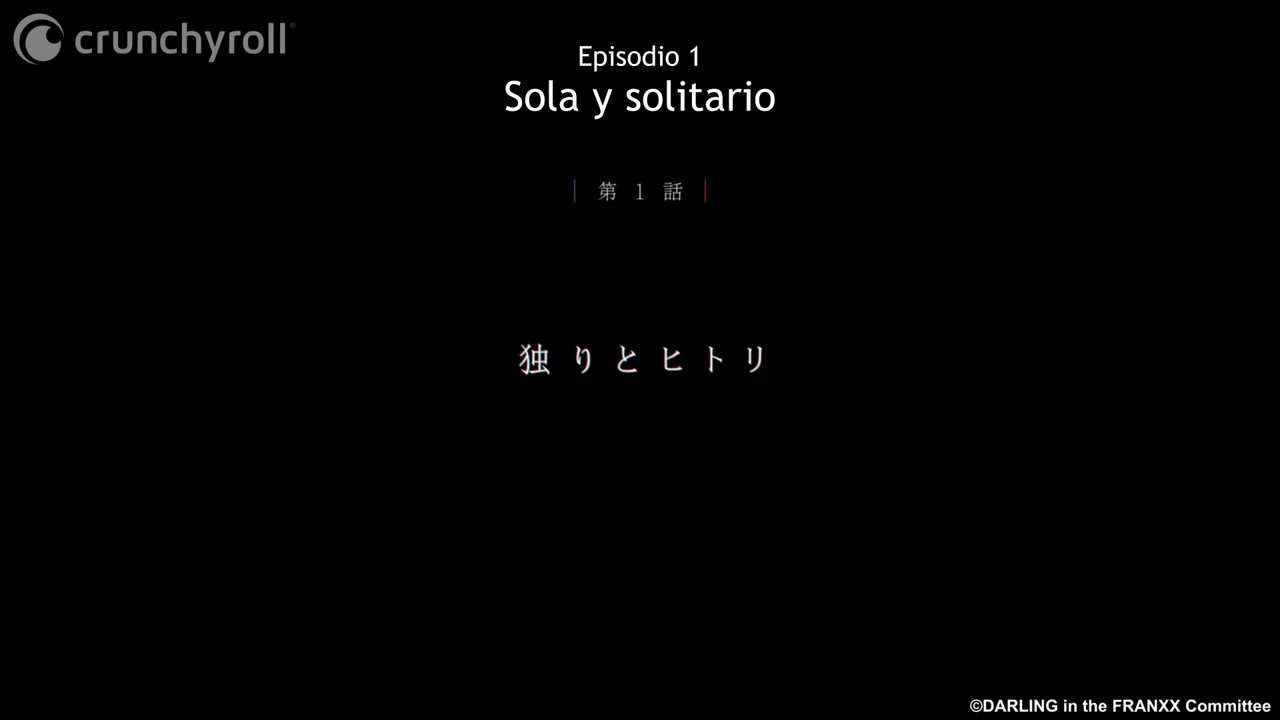 crunchyroll
Episodio 1
Sola y solitario
第1話
独りとヒトリ
©DARLING in the FRANXX Committee